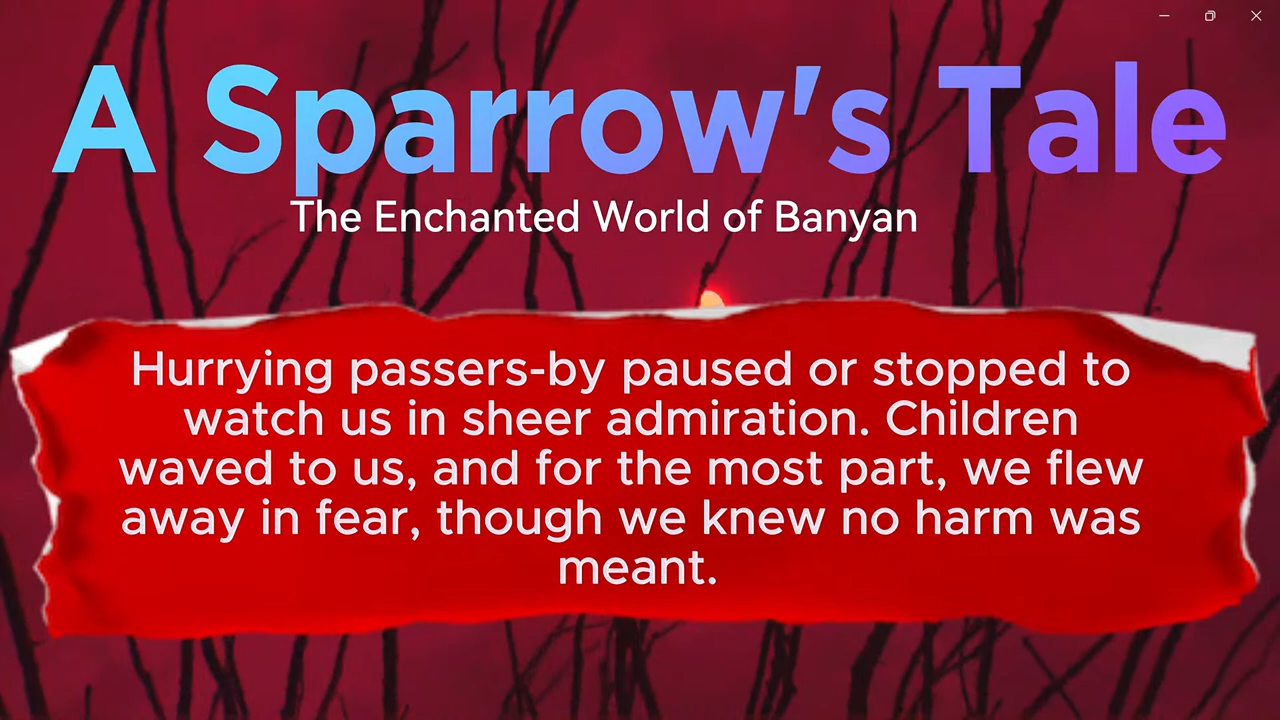 A Sparrow's Tale
The Enchanted World of Banyan
Hurrying passers-by paused or stopped to
watch us in sheer admiration. Children
waved to us, and for the most part, we flew
away in fear, though we knew no harm was
meant.